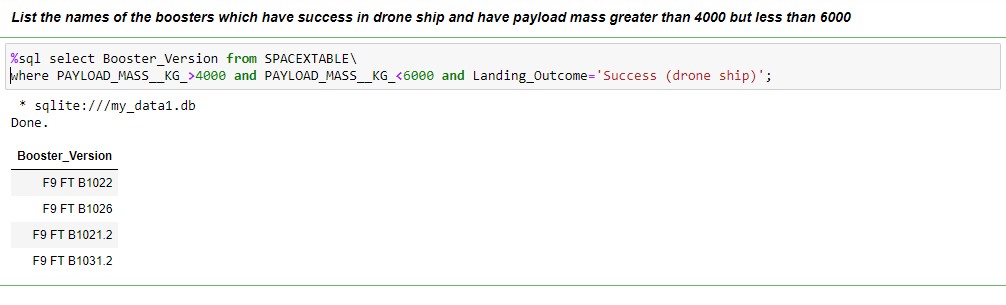 List the names of the boosters which have success in drone ship and have payload mass greater than 4000 but less than 6000
%sql select Booster_Version from SPACEXTABLE\
where PAYLOAD_MASS__KG_>4000 and PAYLOAD_MASS__KG_<6000 and Landing_Outcome='Success (drone ship)';
* sqlite:///my_data1.db
Done.
Booster_Version
F9 FT B1022
F9 FT B1026
F9 FT B1021.2
F9 FT B1031.2